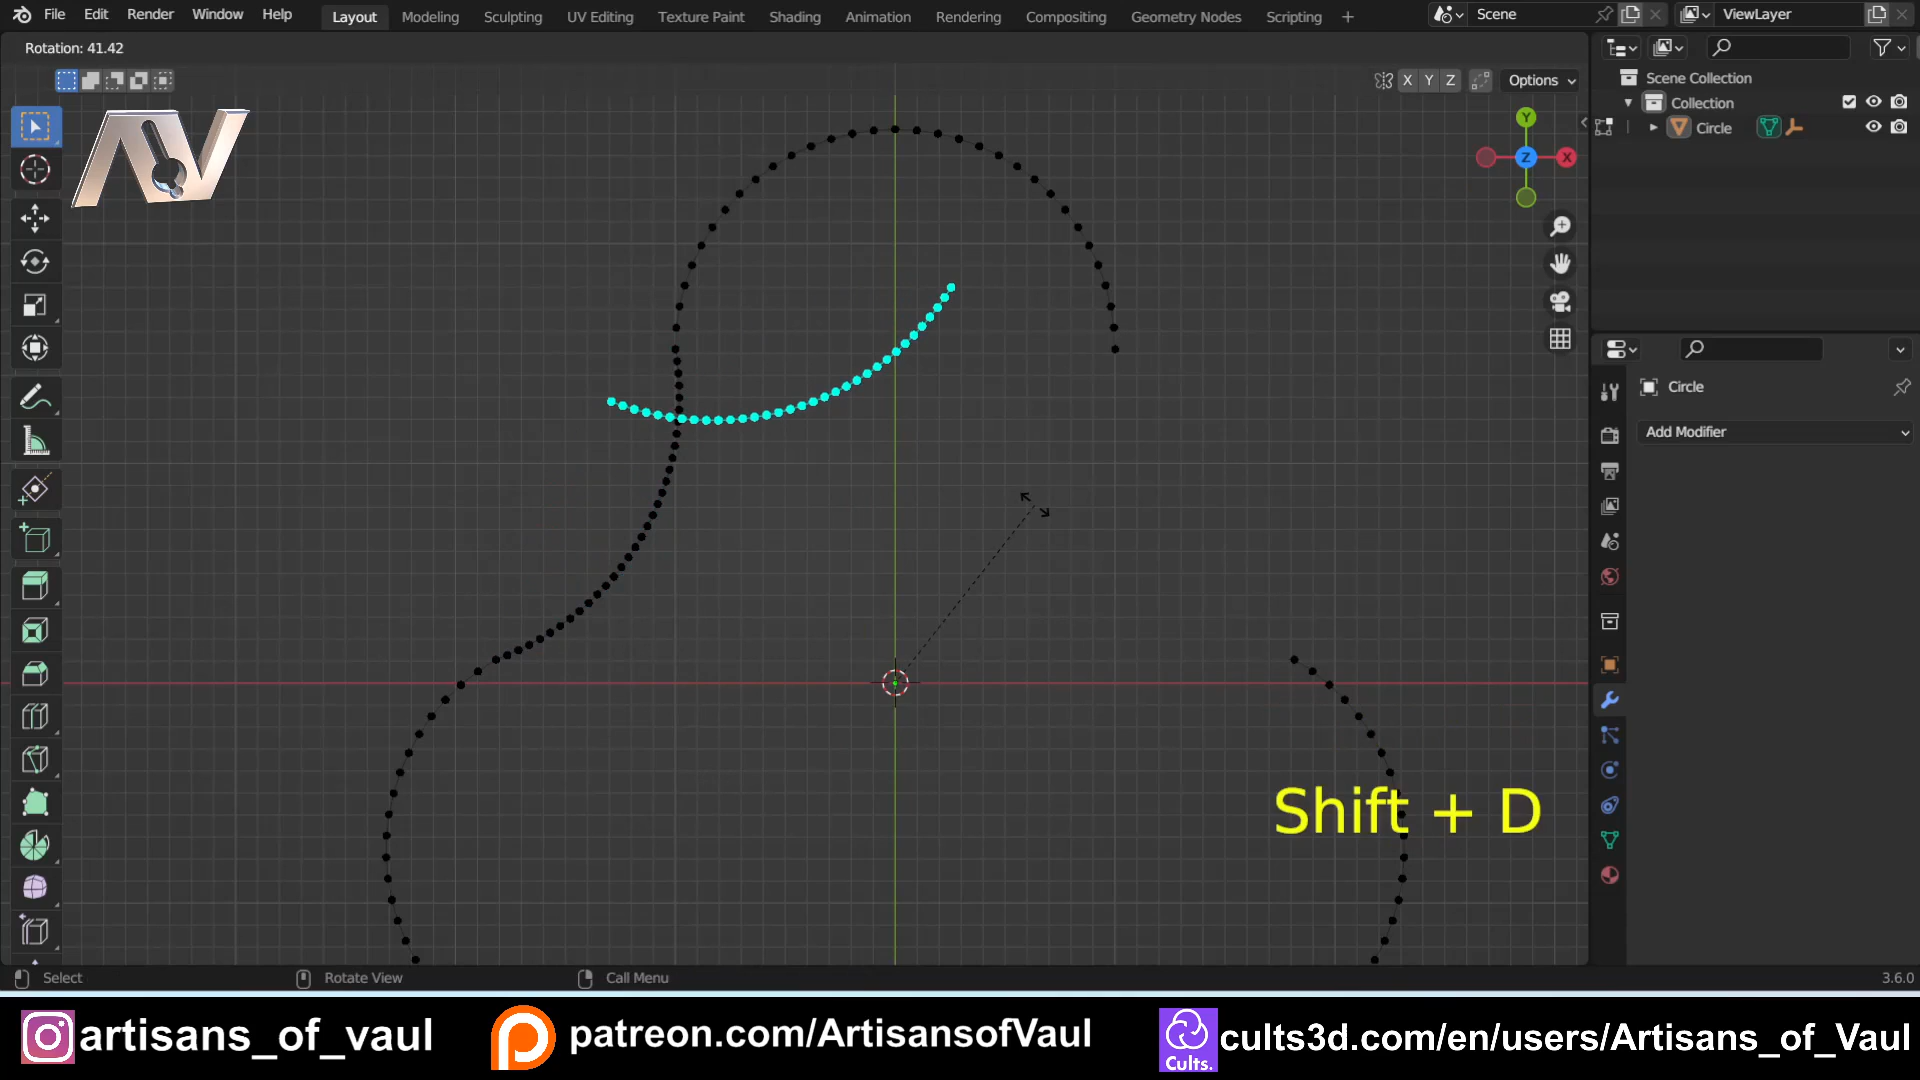 File Edit Render Window Help Layout Modeling Sculpting UV Editing Texture Paint Shading Animation Rendering Compositing Geometry Nodes Scripting + Scene ViewLayer
Rotation: 41.42
X Y Z Options
Scene Collection
Collection
Circle
Y
Z X
AV
Circle
Add Modifier
Shift + D
Select Rotate View Call Menu 3.6.0
artisans_of_vaul patreon.com/ArtisansofVaul Cults. cults3d.com/en/users/Artisans_of_Vaul